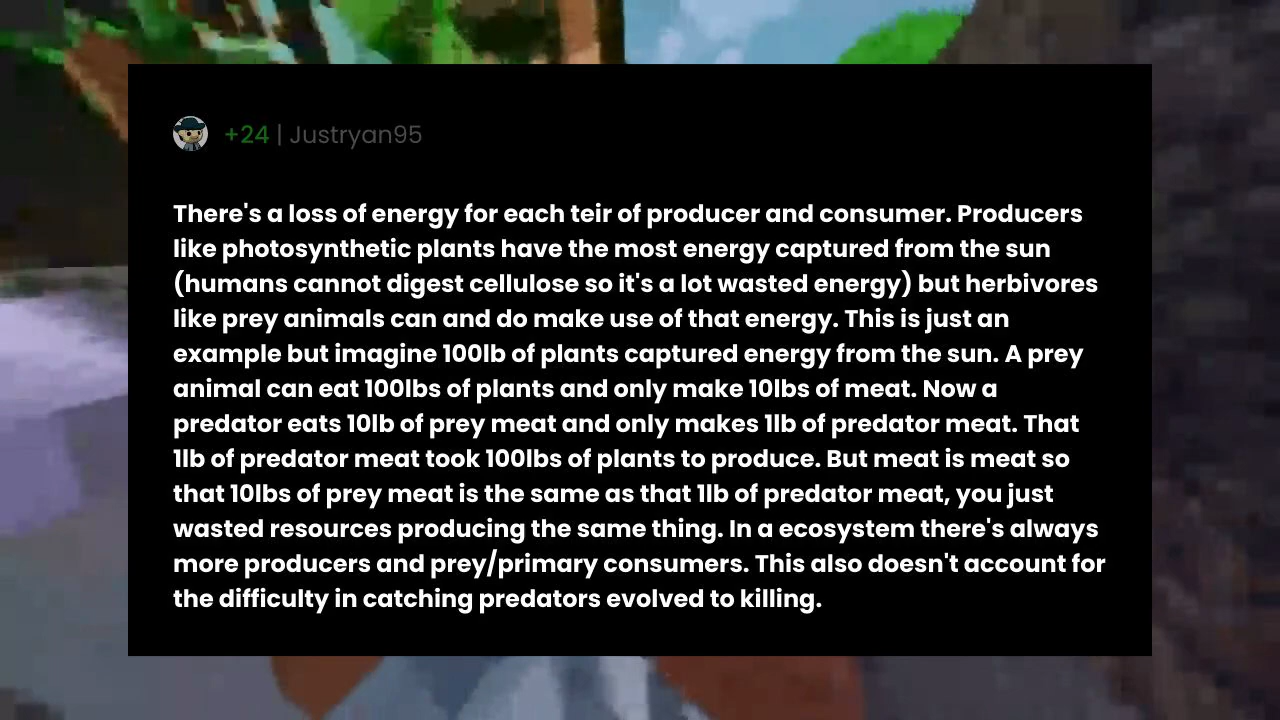 +24 | Justryan95
There's a loss of energy for each teir of producer and consumer. Producers
like photosynthetic plants have the most energy captured from the sun
(humans cannot digest cellulose so it's a lot wasted energy) but herbivores
like prey animals can and do make use of that energy. This is just an
example but imagine 100lb of plants captured energy from the sun. A prey
animal can eat 100lbs of plants and only make 10lbs of meat. Now a
predator eats 10lb of prey meat and only makes 1lb of predator meat. That
1lb of predator meat took 100lbs of plants to produce. But meat is meat so
that 10lbs of prey meat is the same as that 1lb of predator meat, you just
wasted resources producing the same thing. In a ecosystem there's always
more producers and prey/primary consumers. This also doesn't account for
the difficulty in catching predators evolved to killing.